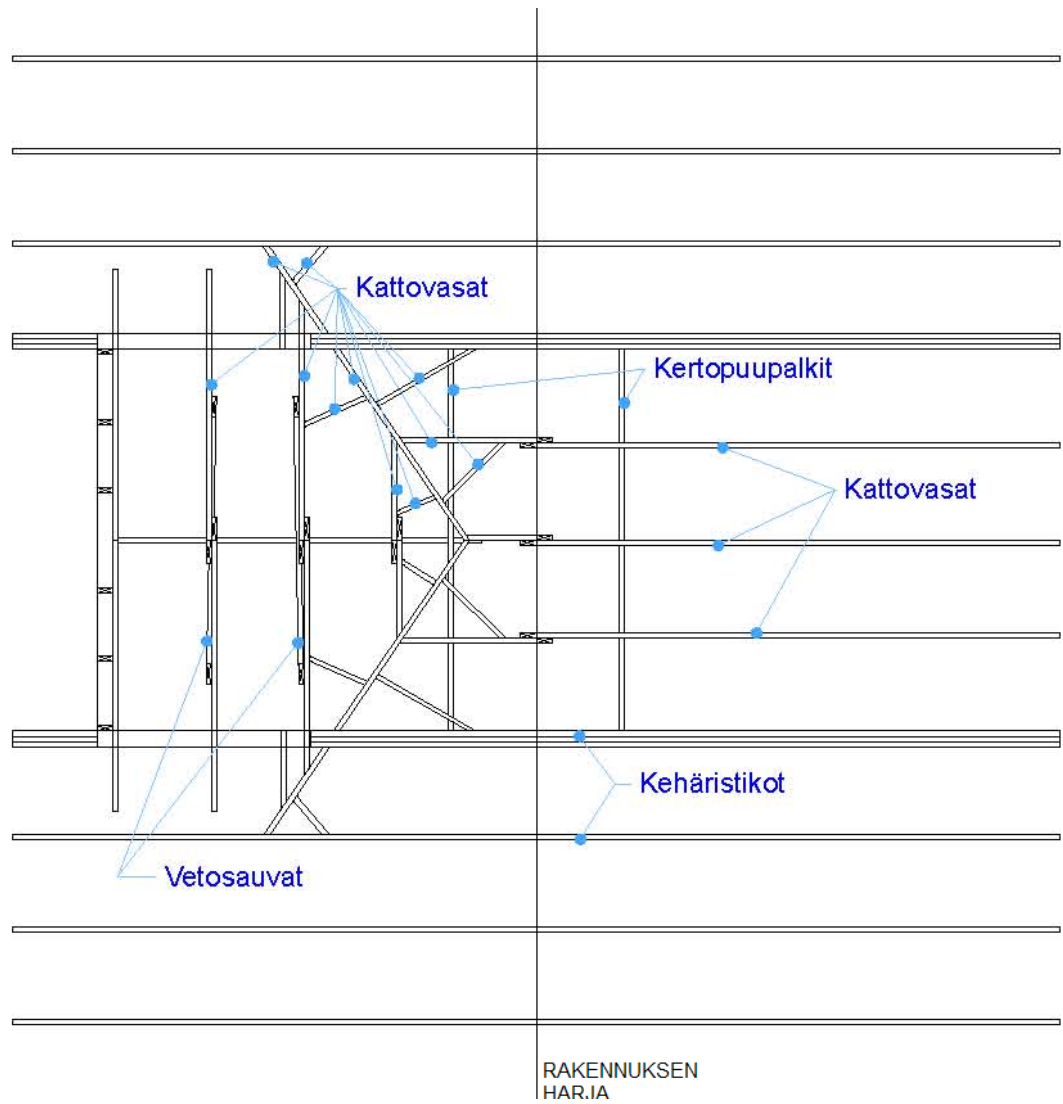 Kattovasat
Kertopuupalkit
Kattovasat
Kehäristikot
Vetosauvat
RAKENNUKSEN
HARJA